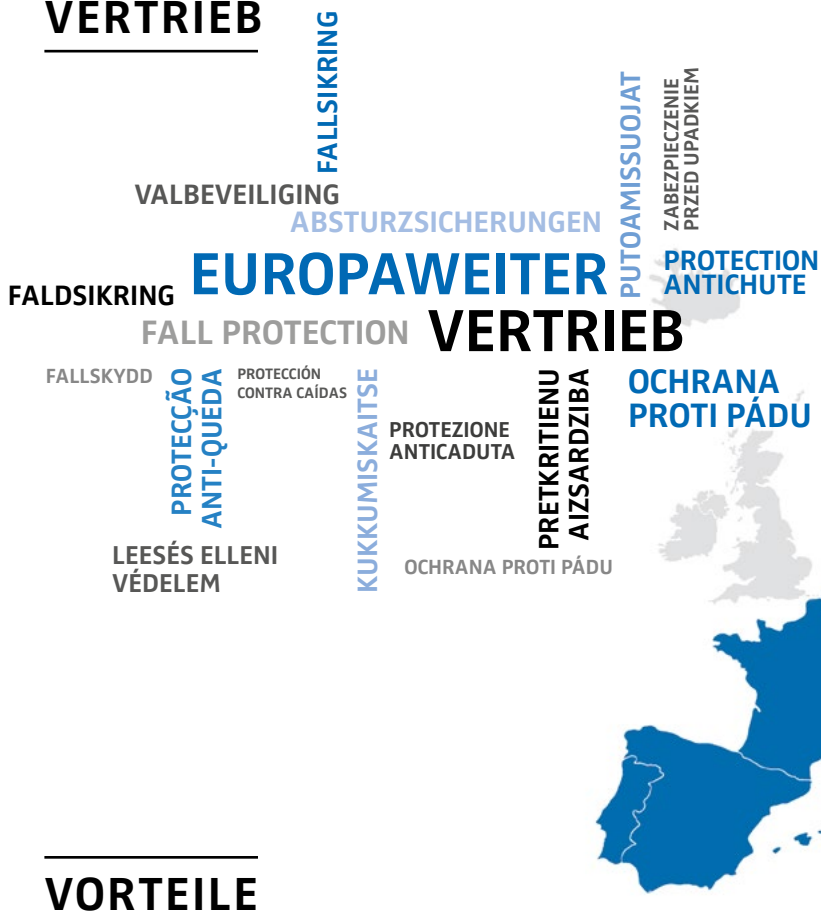 VERTRIEB
FALLSIKRING
PUTOAMISSUOJAT
ZABEZPIECZENIE
PRZED UPADKIEM
VALBEVEILIGING
ABSTURZSICHERUNGEN
EUROPAWEITER
PROTECTION
ANTICHUTE
FALDSIKRING
FALL PROTECTION
VERTRIEB
FALLSKYDD
PROTECÇÃO
ANTI-QUÉDA
PROTECCIÓN
CONTRA CAÍDAS
KUKKUMISKAITSE
PROTEZIONE
ANTICADUTA
PRETKRITIENU
AIZSARDZIBA
OCHRANA
PROTI PÁDU
LEESÉS ELLENI
VÉDELEM
OCHRANA PROTI PÁDU
VORTEILE